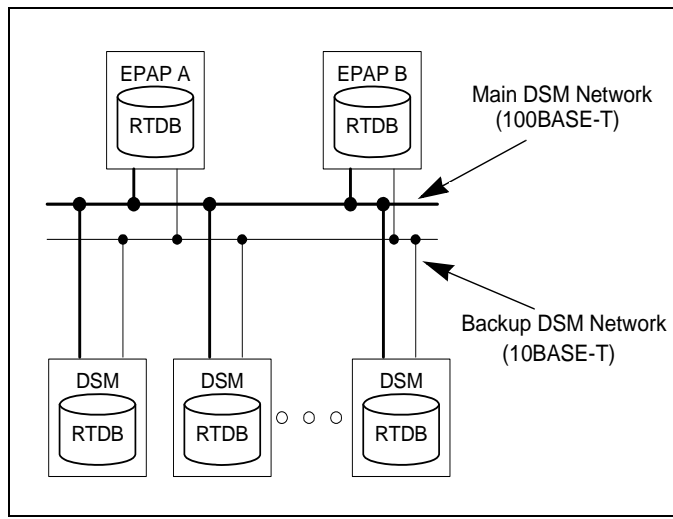 EPAP A
RTDB
EPAP B
RTDB
Main DSM Network
(100BASE-T)
Backup DSM Network
(10BASE-T)
DSM
RTDB
DSM
RTDB
DSM
RTDB